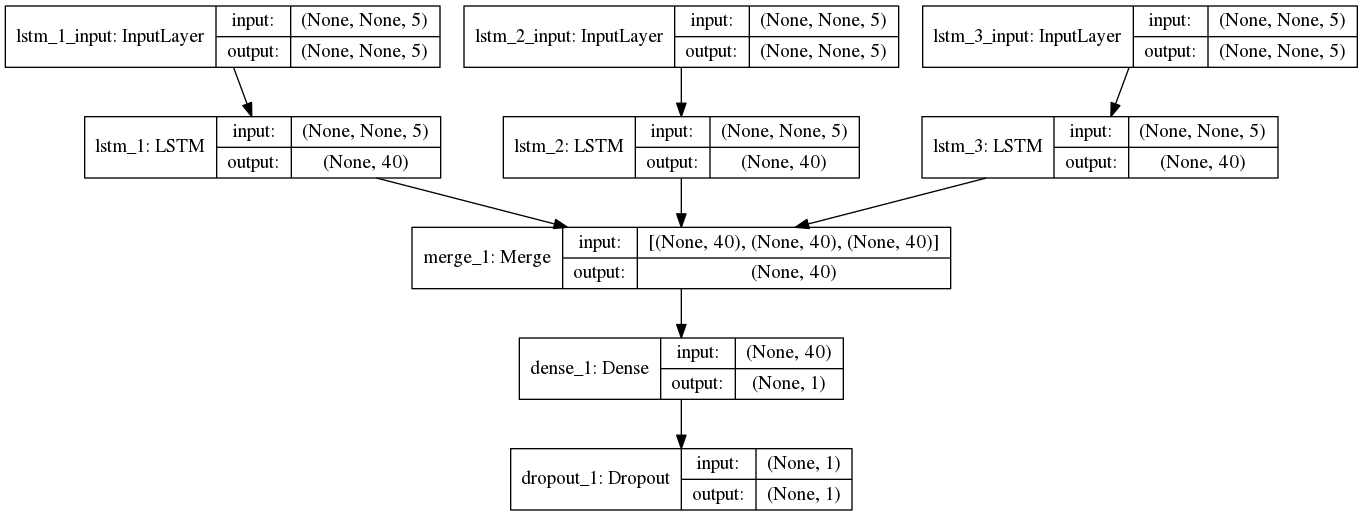 lstm_1_input: InputLayer
input: (None, None, 5)
output: (None, None, 5)
lstm_2_input: InputLayer
input: (None, None, 5)
output: (None, None, 5)
lstm_3_input: InputLayer
input: (None, None, 5)
output: (None, None, 5)
lstm_1: LSTM
input: (None, None, 5)
output: (None, 40)
lstm_2: LSTM
input: (None, None, 5)
output: (None, 40)
lstm_3: LSTM
input: (None, None, 5)
output: (None, 40)
merge_1: Merge
input: [(None, 40), (None, 40), (None, 40)]
output: (None, 40)
dense_1: Dense
input: (None, 40)
output: (None, 1)
dropout_1: Dropout
input: (None, 1)
output: (None, 1)